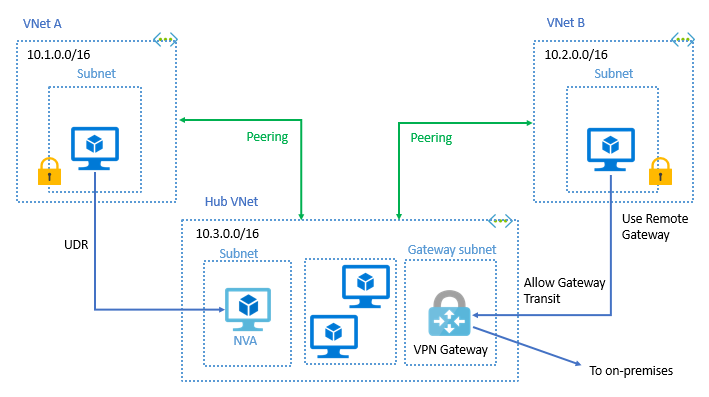 VNet A
VNet B
10.1.0.0/16
10.2.0.0/16
Subnet
Subnet
Peering
Peering
Hub VNet
Use Remote
Gateway
10.3.0.0/16
UDR
Subnet
Gateway subnet
Allow Gateway
Transit
NVA
VPN Gateway
To on-premises